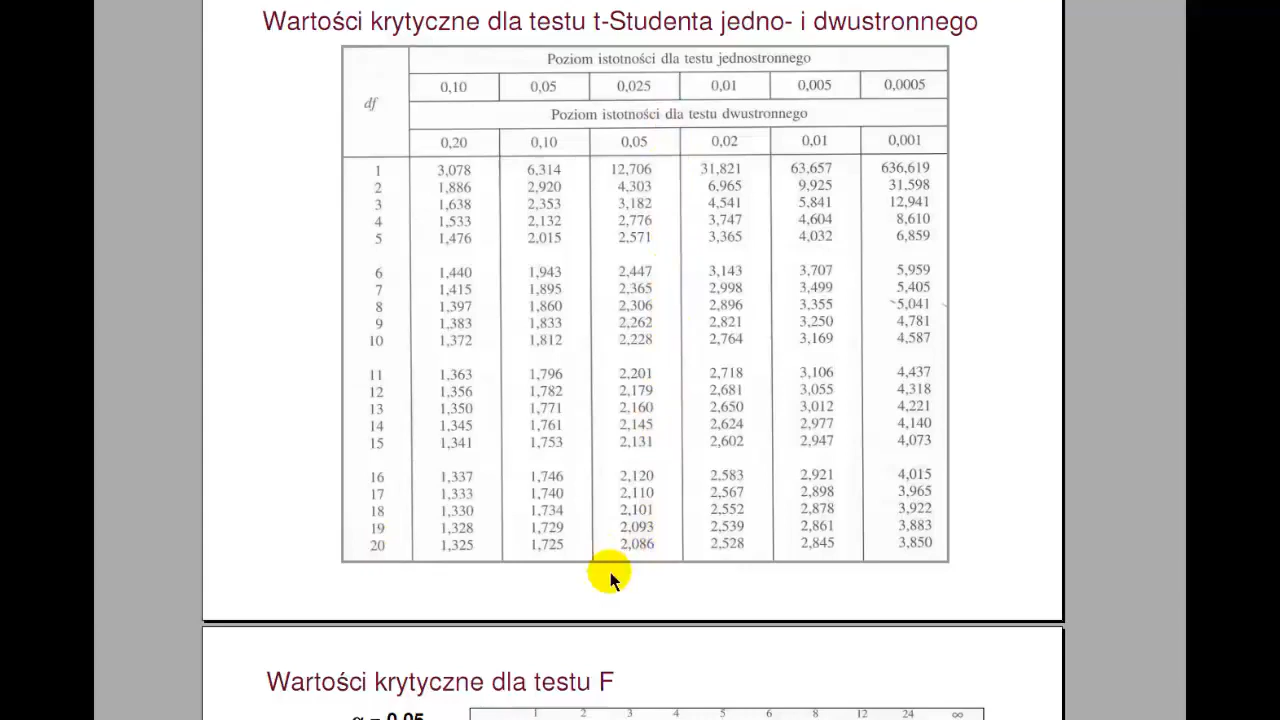 Wartości krytyczne dla testu t-Studenta jedno- i dwustronnego
df
Poziom istotności dla testu jednostronnego
0,10 0,05 0,025 0,01 0,005 0,0005
Poziom istotności dla testu dwustronnego
0,20 0,10 0,05 0,02 0,01 0,001
1 3,078 6,314 12,706 31,821 63,657 636,619
2 1,886 2,920 4,303 6,965 9,925 31,598
3 1,638 2,353 3,182 4,541 5,841 12,941
4 1,533 2,132 2,776 3,747 4,604 8,610
5 1,476 2,015 2,571 3,365 4,032 6,859
6 1,440 1,943 2,447 3,143 3,707 5,959
7 1,415 1,895 2,365 2,998 3,499 5,405
8 1,397 1,860 2,306 2,896 3,355 5,041
9 1,383 1,833 2,262 2,821 3,250 4,781
10 1,372 1,812 2,228 2,764 3,169 4,587
11 1,363 1,796 2,201 2,718 3,106 4,437
12 1,356 1,782 2,179 2,681 3,055 4,318
13 1,350 1,771 2,160 2,650 3,012 4,221
14 1,345 1,761 2,145 2,624 2,977 4,140
15 1,341 1,753 2,131 2,602 2,947 4,073
16 1,337 1,746 2,120 2,583 2,921 4,015
17 1,333 1,740 2,110 2,567 2,898 3,965
18 1,330 1,734 2,101 2,552 2,878 3,922
19 1,328 1,729 2,093 2,539 2,861 3,883
20 1,325 1,725 2,086 2,528 2,845 3,850
Wartości krytyczne dla testu F
α = 0,05
1 2 3 4 5 6 8 12 24 ∞